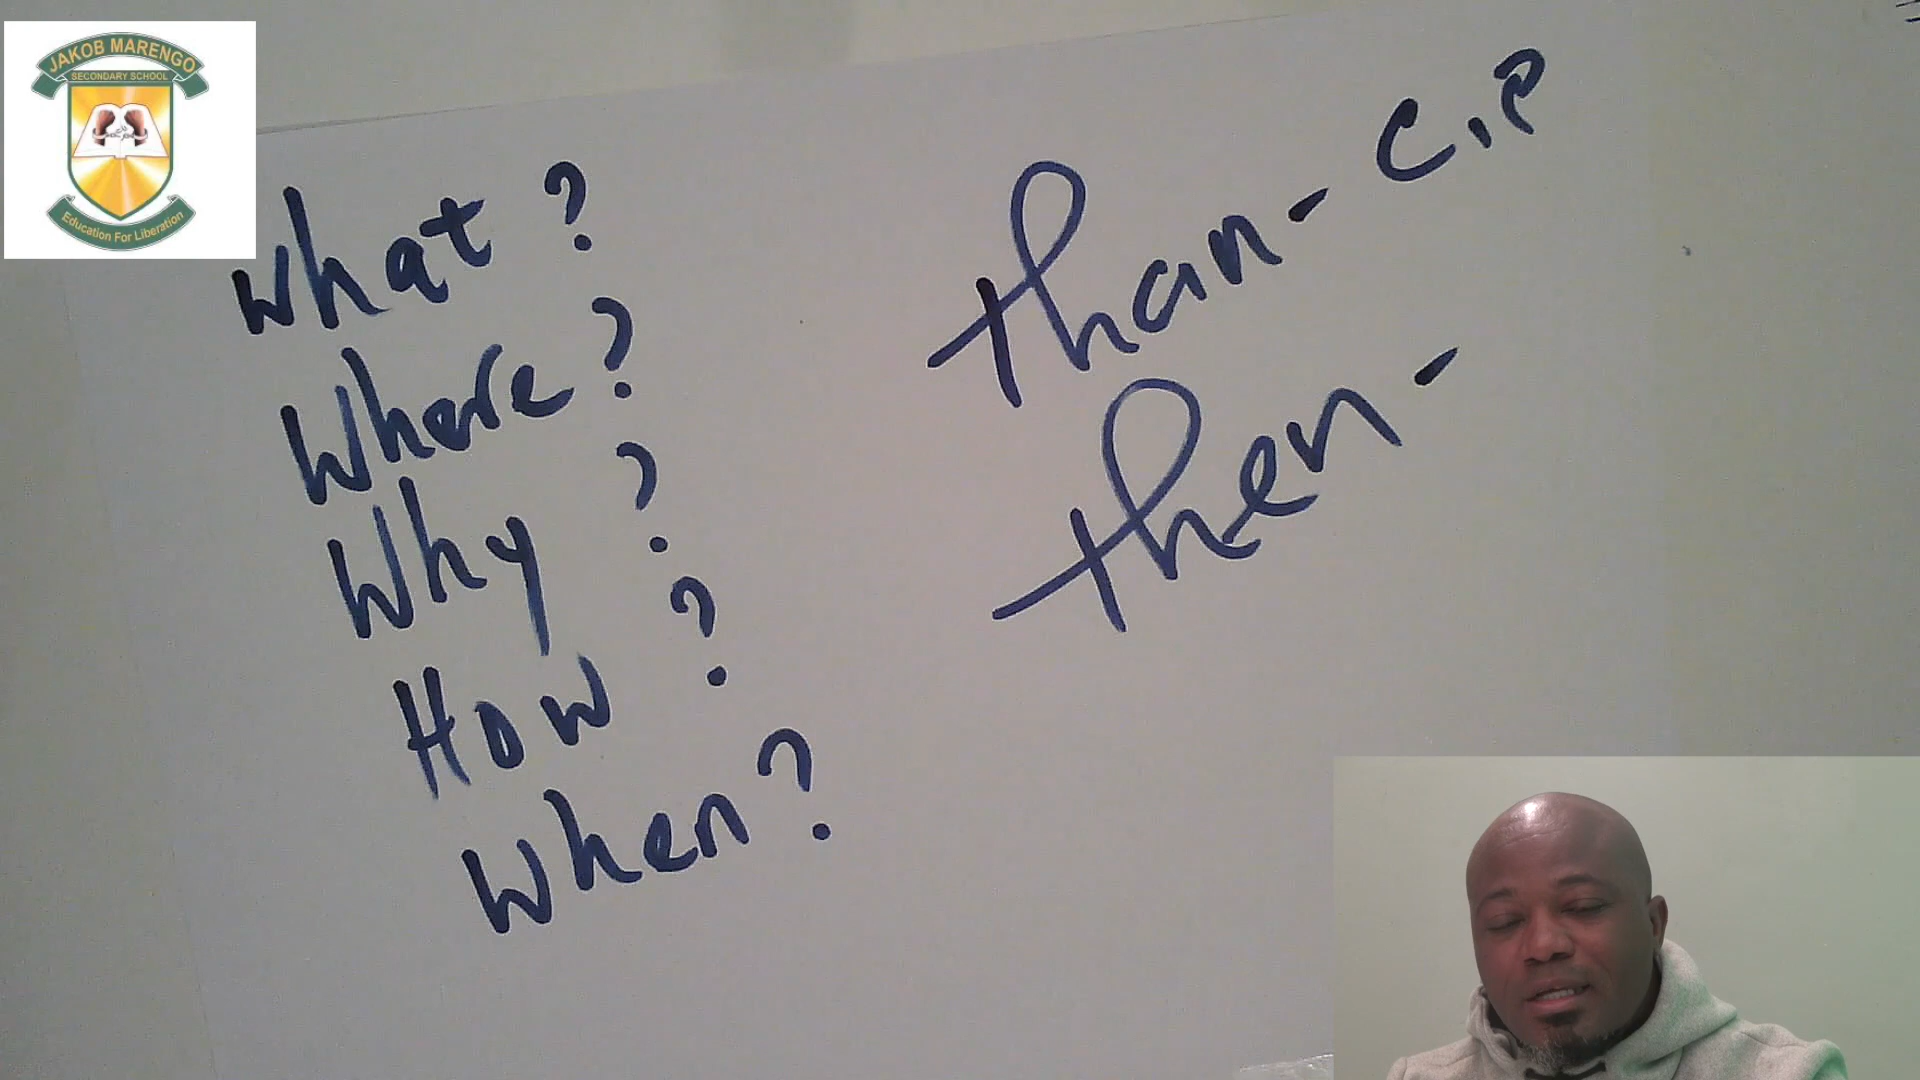 JAKOB MARENGO
SECONDARY SCHOOL
Education For Liberation
What?
Where?
Why?
How?
When?
than - C,P
then -